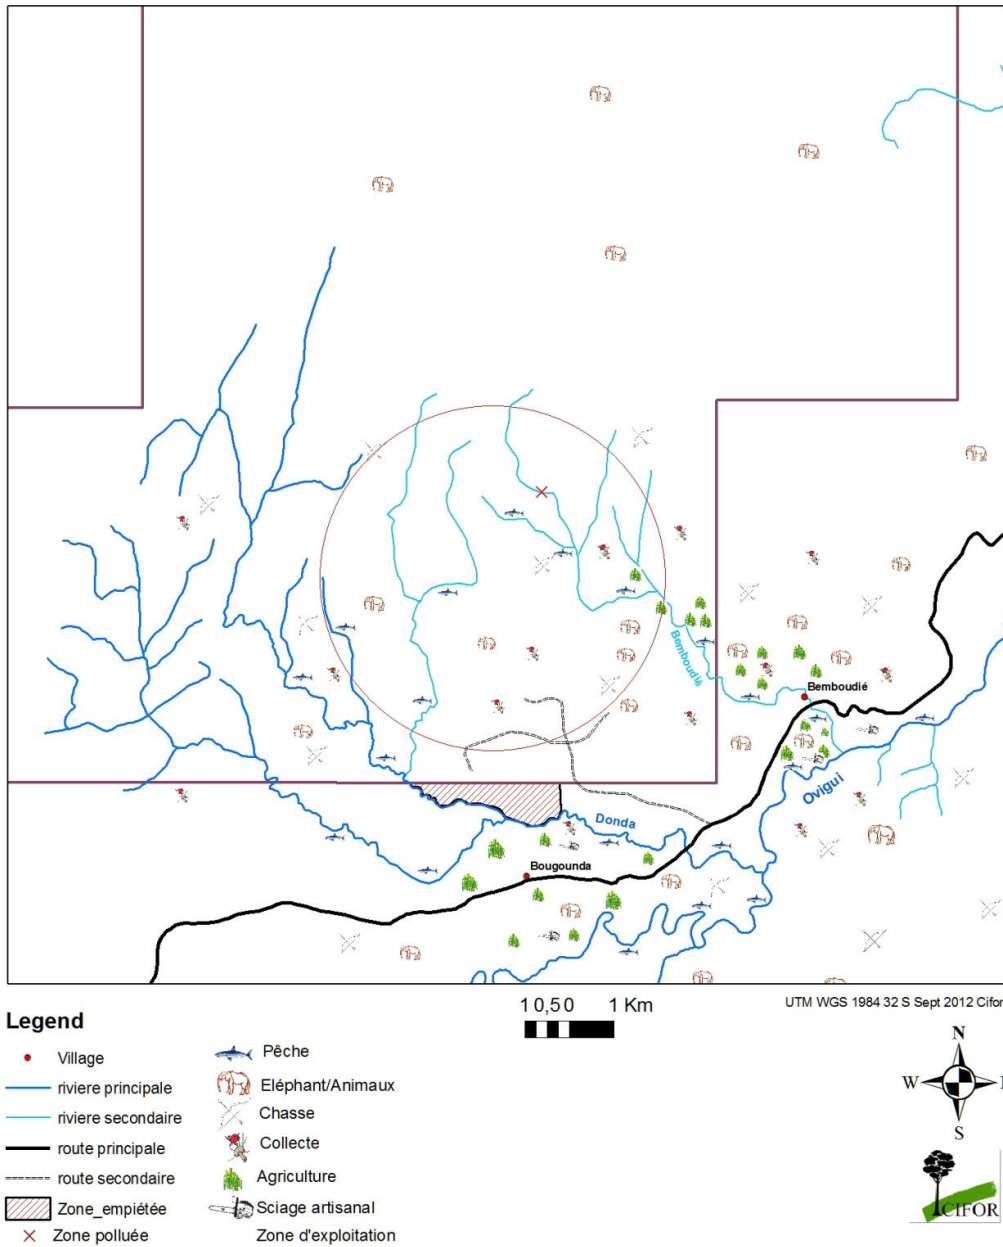 Bemboudié
Bemboudié
Ovigui
Donda
Bougounda
1 0,5 0 1 Km
UTM WGS 1984 32 S Sept 2012 Cifor
Legend
Village
riviere principale
riviere secondaire
route principale
route secondaire
Zone_empiétée
Zone polluée
Pêche
Eléphant/Animaux
Chasse
Collecte
Agriculture
Sciage artisanal
Zone d'exploitation
N
W
S
CIFOR